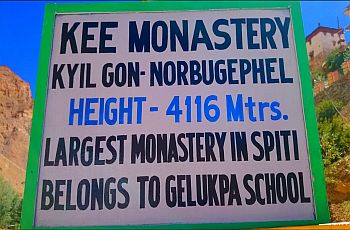 KEE MONASTERY
KYIL GON-NORBUGEPHEL
HEIGHT - 4116 Mtrs.
LARGEST MONASTERY IN SPITI
BELONGS TO GELUKPA SCHOOL